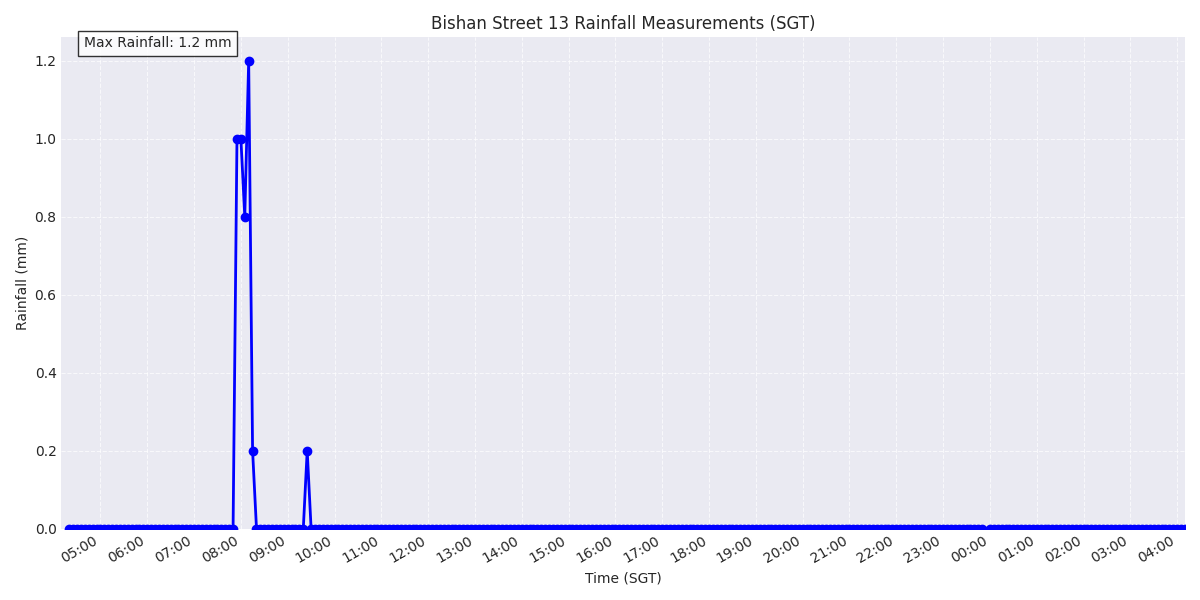 Bishan Street 13 Rainfall Measurements (SGT)
Max Rainfall: 1.2 mm
Rainfall (mm)
1.2
1.0
0.8
0.6
0.4
0.2
0.0
05:00 06:00 07:00 08:00 09:00 10:00 11:00 12:00 13:00 14:00 15:00 16:00 17:00 18:00 19:00 20:00 21:00 22:00 23:00 00:00 01:00 02:00 03:00 04:00
Time (SGT)